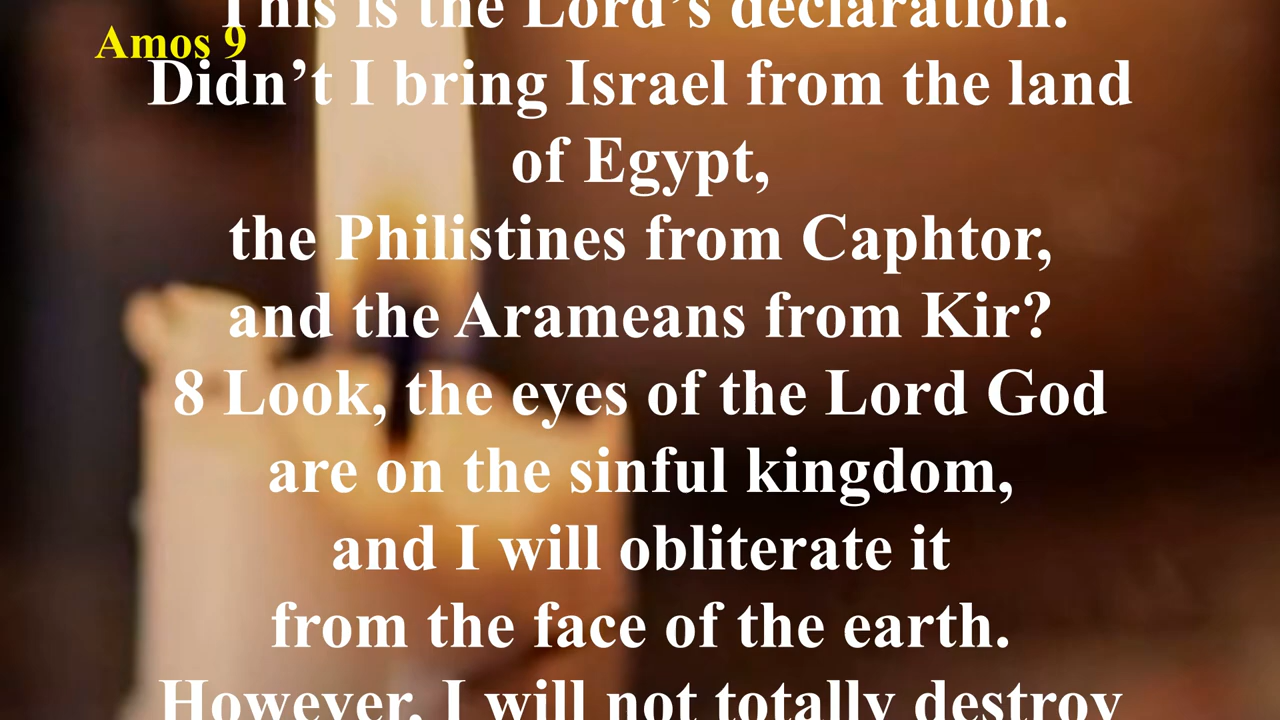 This is the Lord's declaration.
Amos 9
Didn't I bring Israel from the land
of Egypt,
the Philistines from Caphtor,
and the Arameans from Kir?
8 Look, the eyes of the Lord God
are on the sinful kingdom,
and I will obliterate it
from the face of the earth.
However, I will not totally destroy